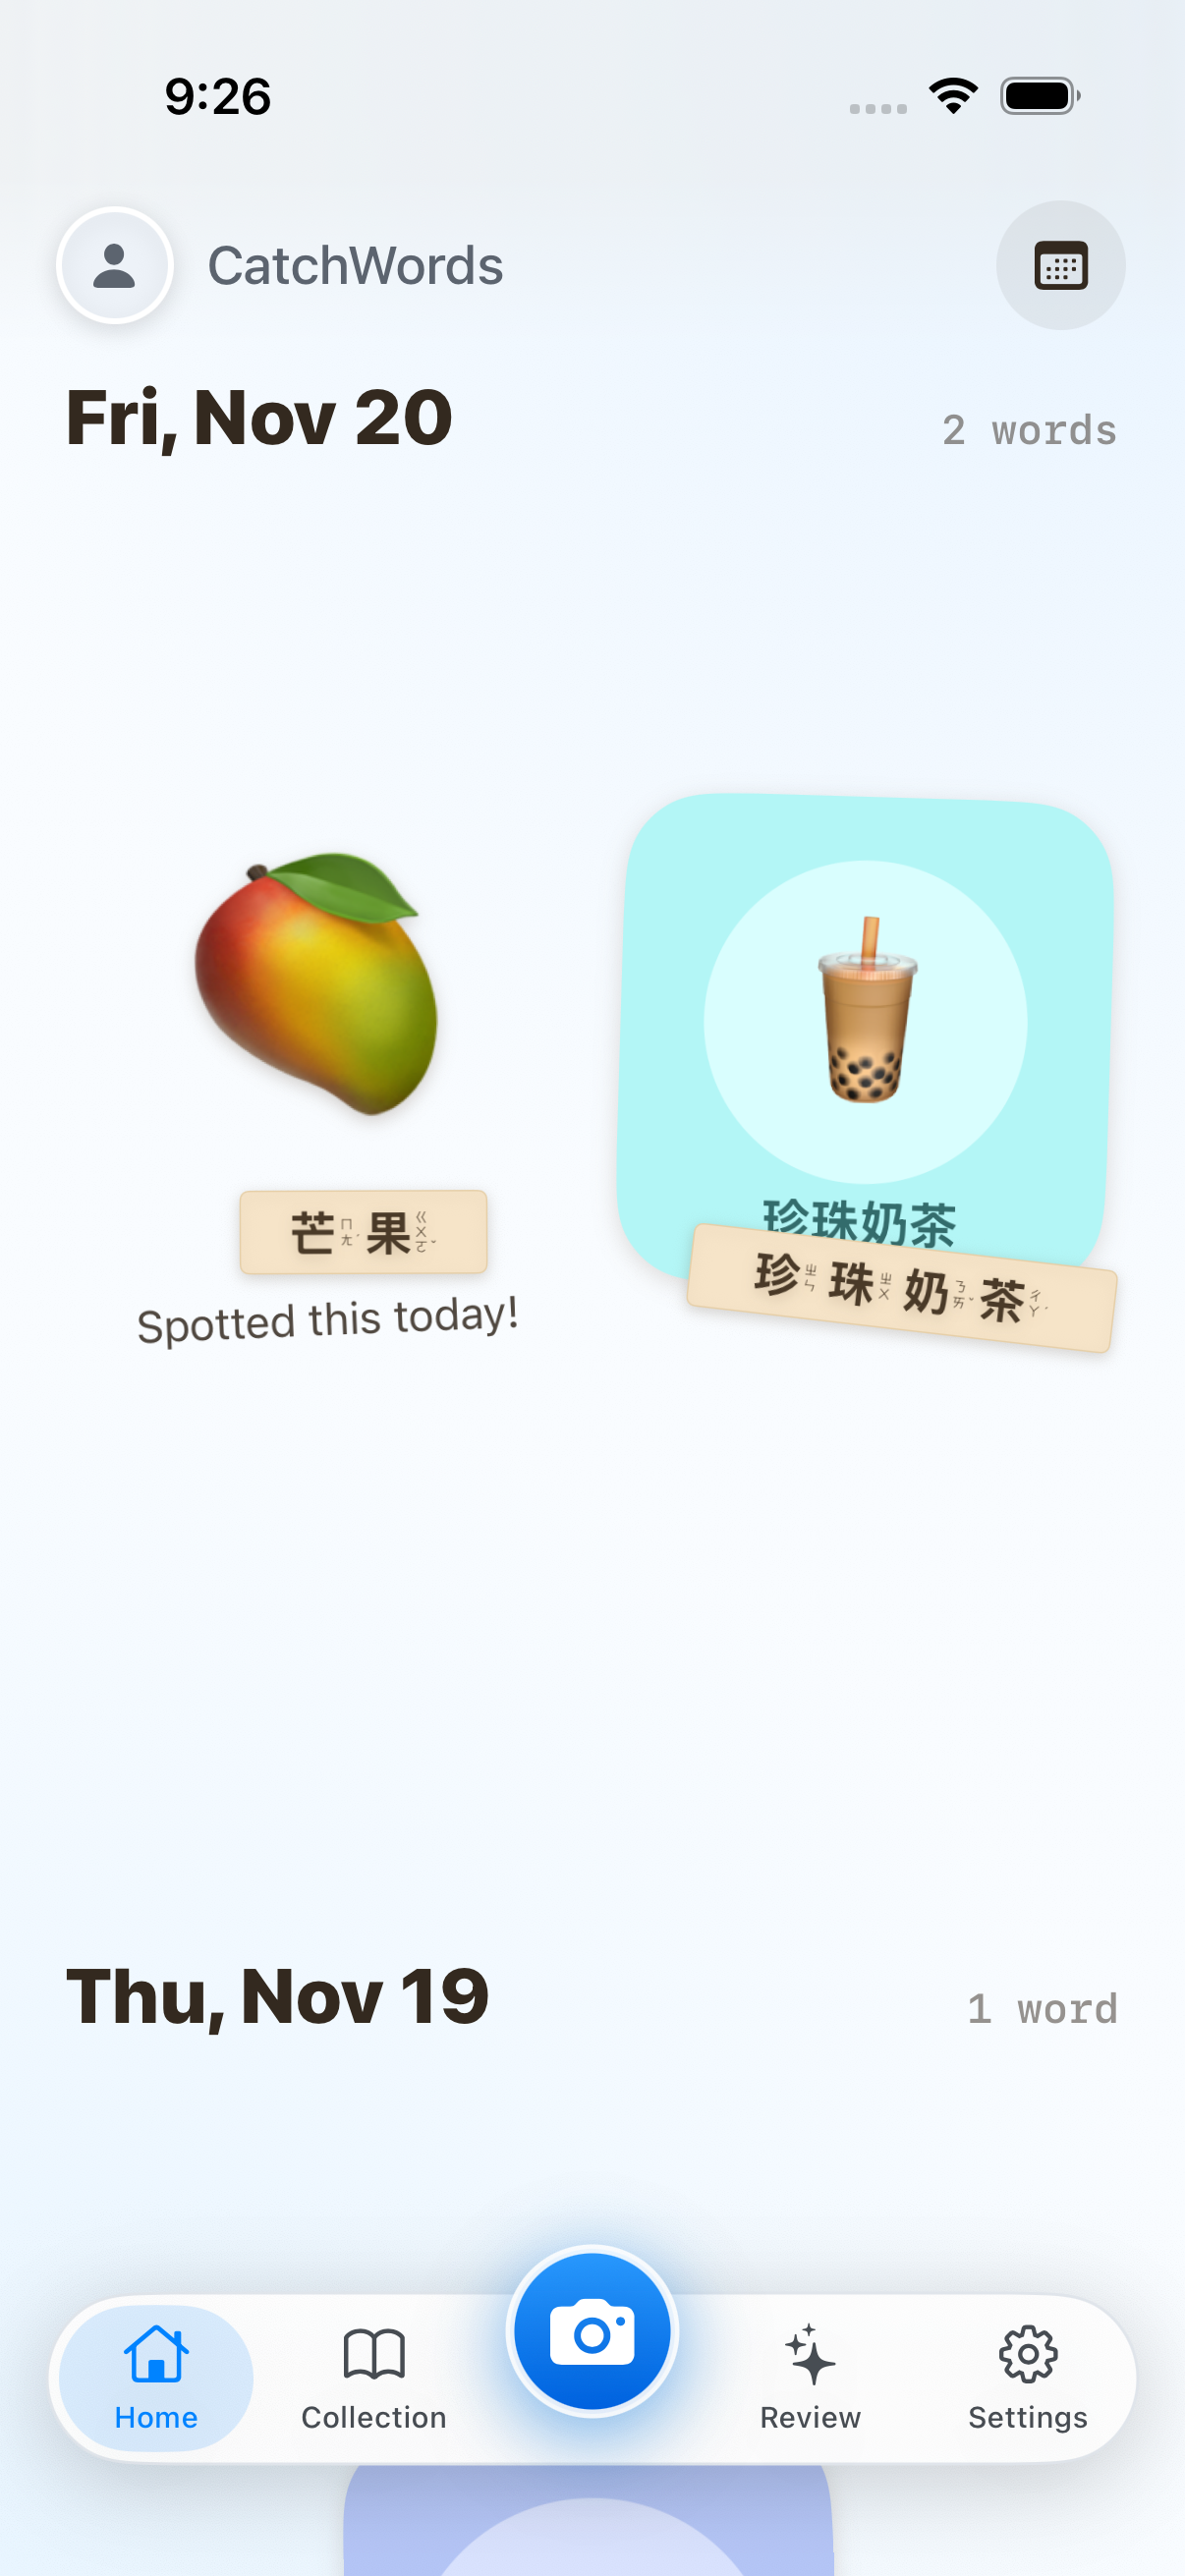 9:26
CatchWords
Fri, Nov 20
2 words
芒ㄇㄤˊ果ㄍㄨㄛˇ
Spotted this today!
珍珠奶茶
珍ㄓㄣ珠ㄓㄨ奶ㄋㄞˇ茶ㄔㄚˊ
Thu, Nov 19
1 word
Home
Collection
Review
Settings